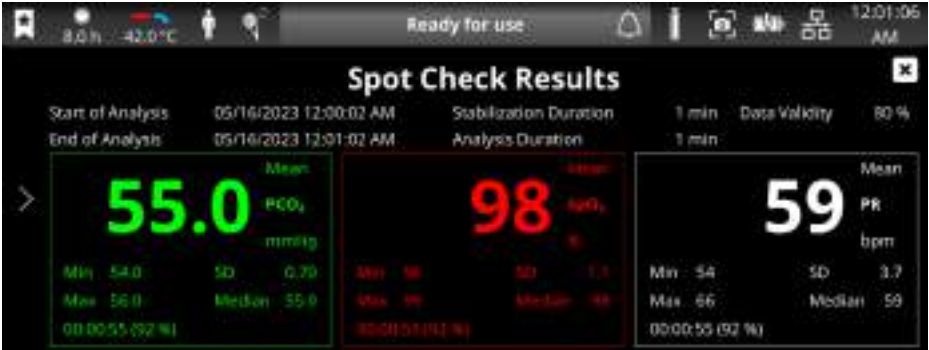 8.0 h 42.0 °C Ready for use 12:01:06 AM
Spot Check Results
Start of Analysis 05/16/2023 12:00:02 AM Stabilization Duration 1 min Data Validity 80 %
End of Analysis 05/16/2023 12:01:02 AM Analysis Duration 1 min
Mean
55.0 PCO₂
mmHg
Min 54.0 SD 0.70
Max 56.0 Median 55.0
00:00:55 (92 %)
Mean
98 SpO₂
%
Min SD 1.1
Max 99 Median 98
Mean
59 PR
bpm
Min 54 SD 3.7
Max 66 Median 59
00:00:55 (92 %)